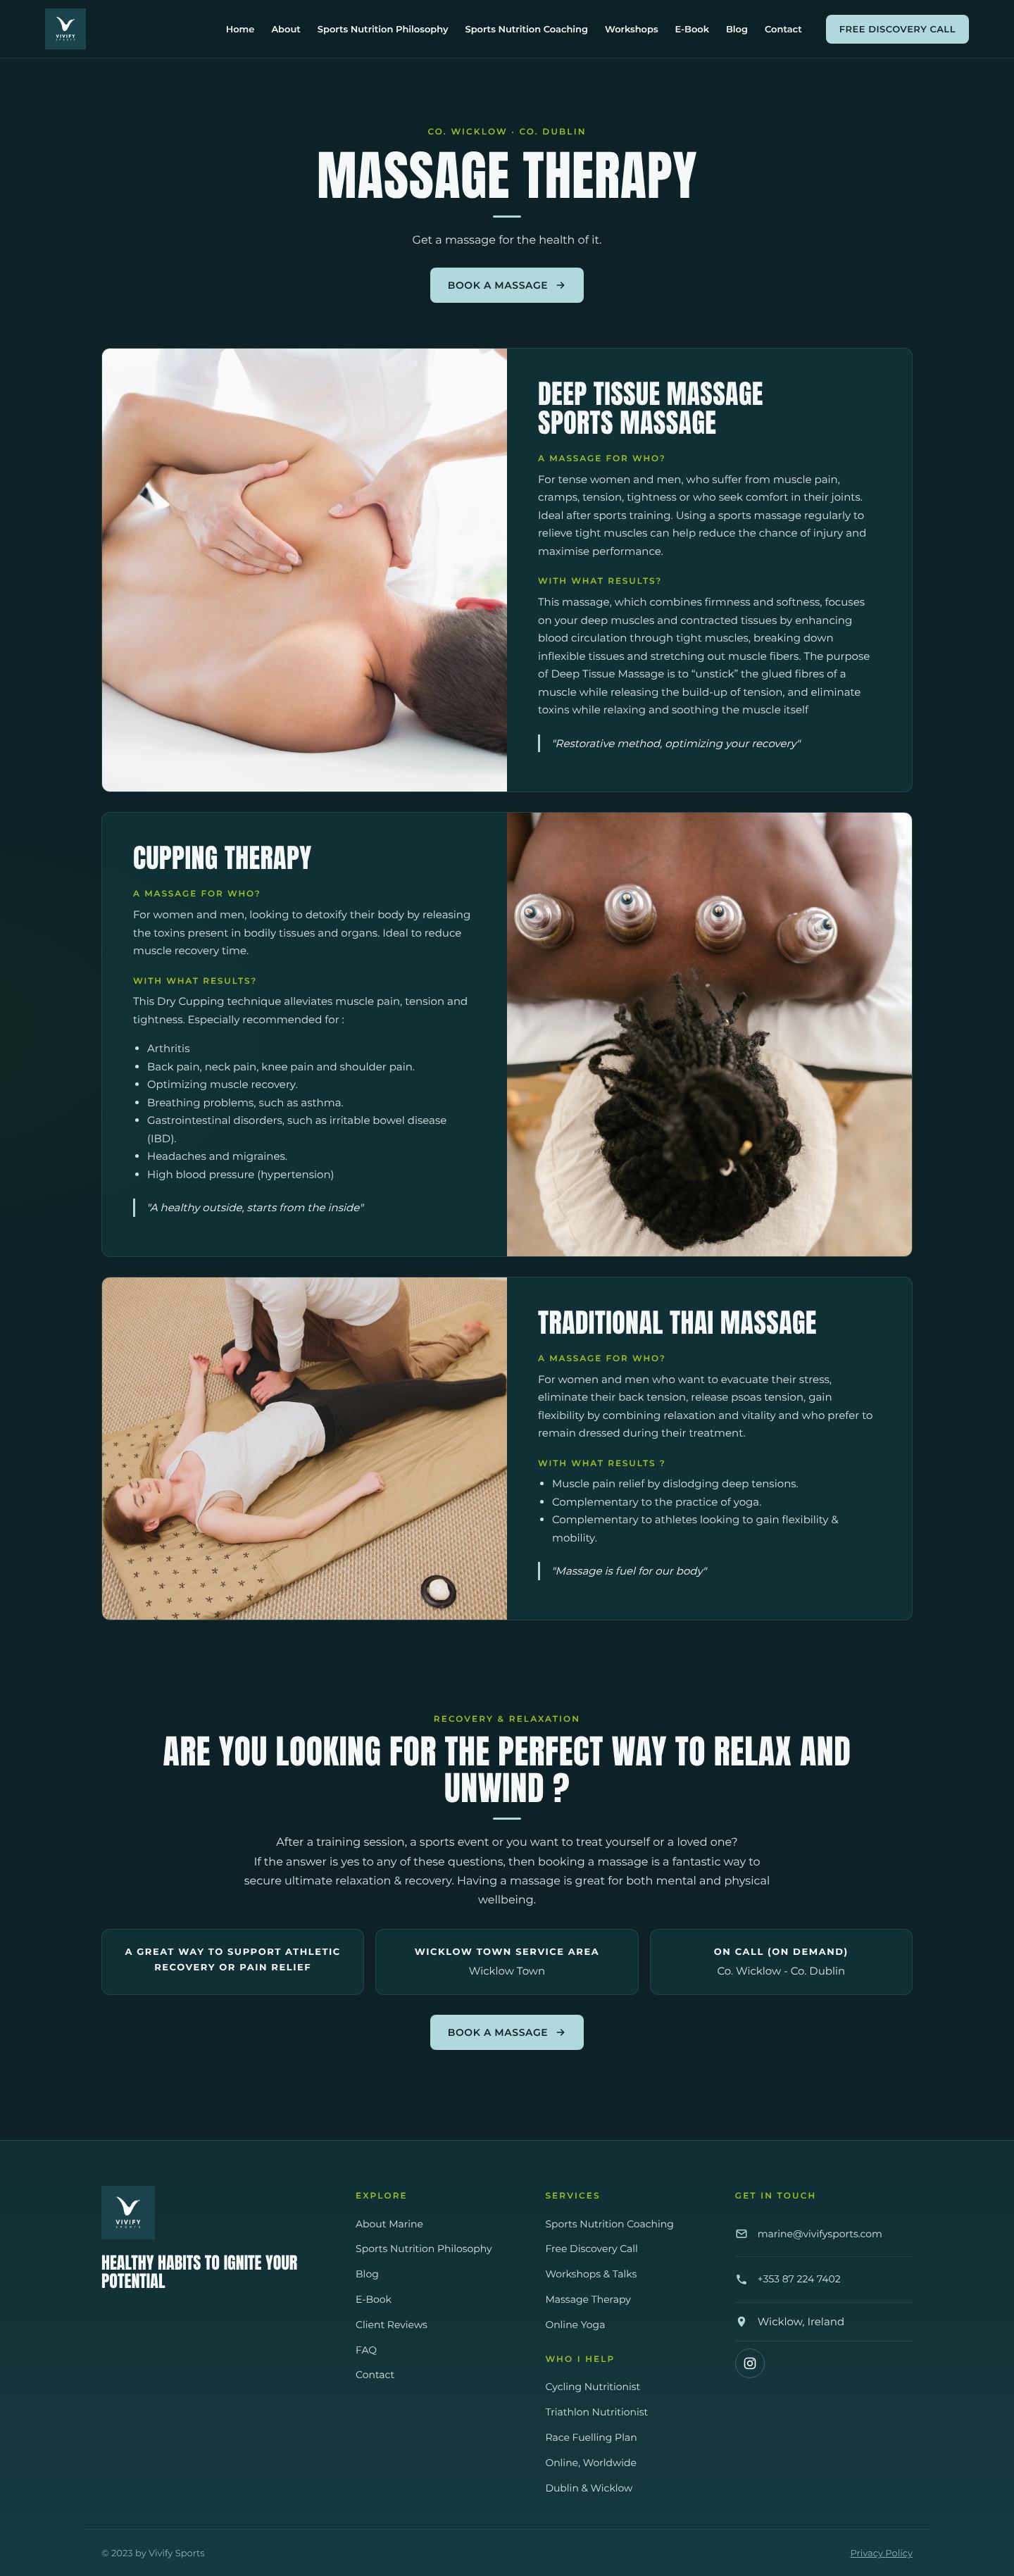 VIVIFY
SPORTS
Home
About
Sports Nutrition Philosophy
Sports Nutrition Coaching
Workshops
E-Book
Blog
Contact
FREE DISCOVERY CALL
CO. WICKLOW · CO. DUBLIN
MASSAGE THERAPY
Get a massage for the health of it.
BOOK A MASSAGE →
DEEP TISSUE MASSAGE
SPORTS MASSAGE
A MASSAGE FOR WHO?
For tense women and men, who suffer from muscle pain,
cramps, tension, tightness or who seek comfort in their joints.
Ideal after sports training. Using a sports massage regularly to
relieve tight muscles can help reduce the chance of injury and
maximise performance.
WITH WHAT RESULTS?
This massage, which combines firmness and softness, focuses
on your deep muscles and contracted tissues by enhancing
blood circulation through tight muscles, breaking down
inflexible tissues and stretching out muscle fibers. The purpose
of Deep Tissue Massage is to “unstick” the glued fibres of a
muscle while releasing the build-up of tension, and eliminate
toxins while relaxing and soothing the muscle itself
"Restorative method, optimizing your recovery"
CUPPING THERAPY
A MASSAGE FOR WHO?
For women and men, looking to detoxify their body by releasing
the toxins present in bodily tissues and organs. Ideal to reduce
muscle recovery time.
WITH WHAT RESULTS?
This Dry Cupping technique alleviates muscle pain, tension and
tightness. Especially recommended for :
• Arthritis
• Back pain, neck pain, knee pain and shoulder pain.
• Optimizing muscle recovery.
• Breathing problems, such as asthma.
• Gastrointestinal disorders, such as irritable bowel disease
(IBD).
• Headaches and migraines.
• High blood pressure (hypertension)
"A healthy outside, starts from the inside"
TRADITIONAL THAI MASSAGE
A MASSAGE FOR WHO?
For women and men who want to evacuate their stress,
eliminate their back tension, release psoas tension, gain
flexibility by combining relaxation and vitality and who prefer to
remain dressed during their treatment.
WITH WHAT RESULTS ?
• Muscle pain relief by dislodging deep tensions.
• Complementary to the practice of yoga.
• Complementary to athletes looking to gain flexibility &
mobility.
"Massage is fuel for our body"
RECOVERY & RELAXATION
ARE YOU LOOKING FOR THE PERFECT WAY TO RELAX AND
UNWIND ?
After a training session, a sports event or you want to treat yourself or a loved one?
If the answer is yes to any of these questions, then booking a massage is a fantastic way to
secure ultimate relaxation & recovery. Having a massage is great for both mental and physical
wellbeing.
A GREAT WAY TO SUPPORT ATHLETIC
RECOVERY OR PAIN RELIEF
WICKLOW TOWN SERVICE AREA
Wicklow Town
ON CALL (ON DEMAND)
Co. Wicklow - Co. Dublin
BOOK A MASSAGE →
VIVIFY
SPORTS
HEALTHY HABITS TO IGNITE YOUR
POTENTIAL
EXPLORE
About Marine
Sports Nutrition Philosophy
Blog
E-Book
Client Reviews
FAQ
Contact
SERVICES
Sports Nutrition Coaching
Free Discovery Call
Workshops & Talks
Massage Therapy
Online Yoga
WHO I HELP
Cycling Nutritionist
Triathlon Nutritionist
Race Fuelling Plan
Online, Worldwide
Dublin & Wicklow
GET IN TOUCH
marine@vivifysports.com
+353 87 224 7402
Wicklow, Ireland
© 2023 by Vivify Sports
Privacy Policy